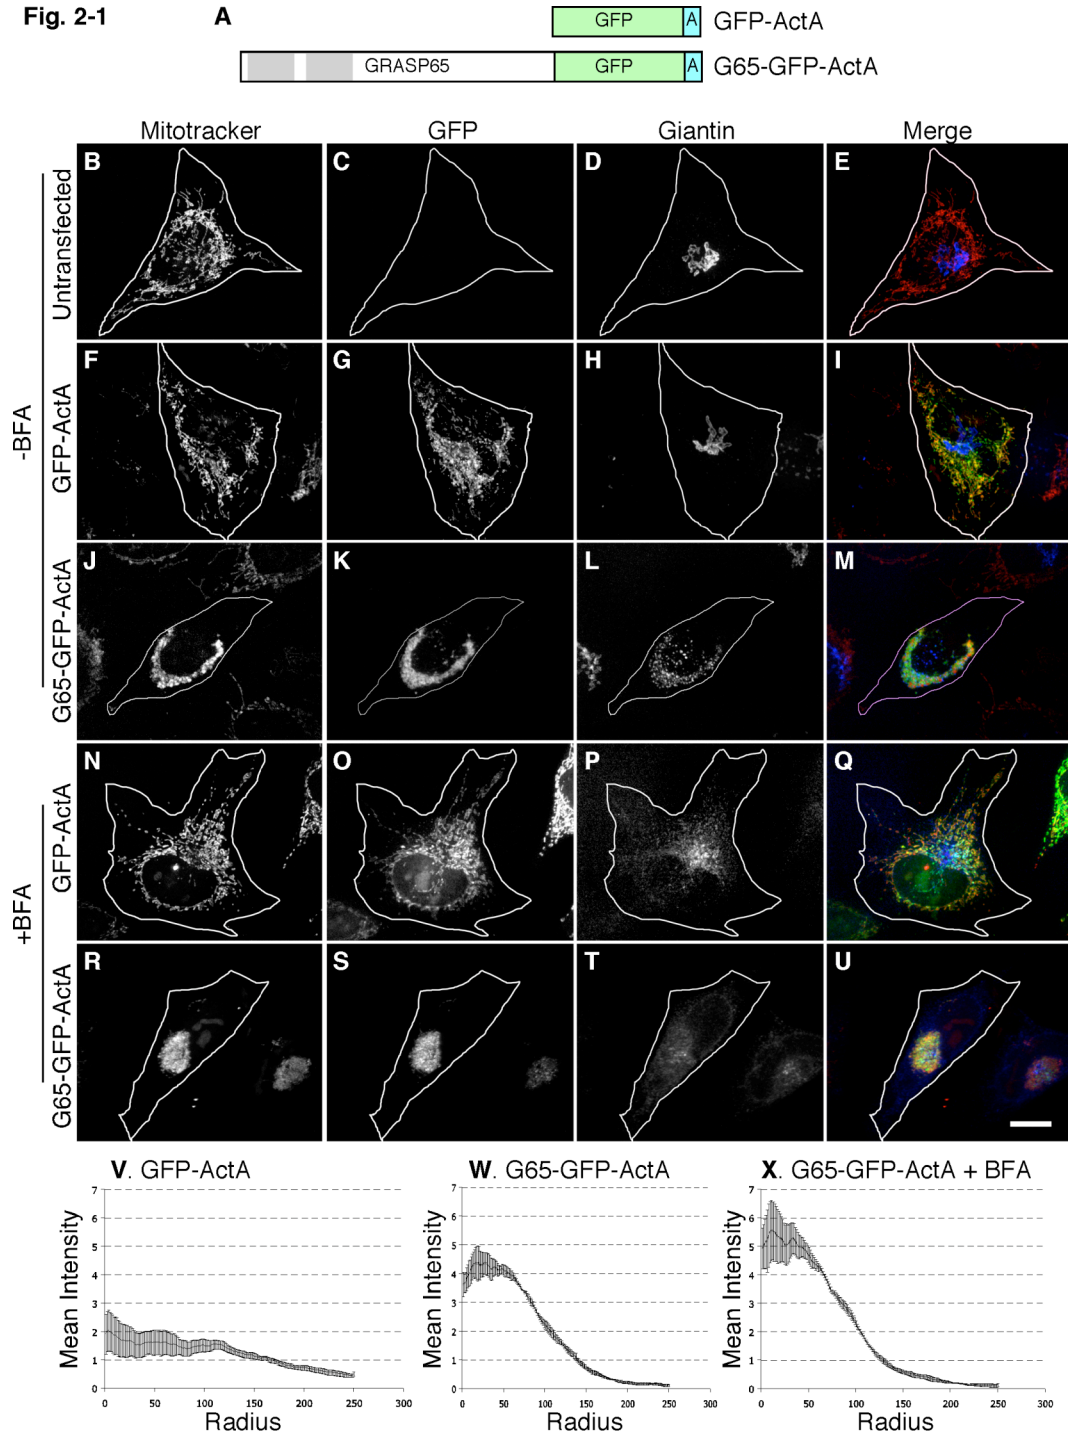 Fig. 2-1
A
GFP A GFP-ActA
GRASP65 GFP A G65-GFP-ActA
Mitotracker GFP Giantin Merge
-BFA
Untransfected
B C D E
GFP-ActA
F G H I
G65-GFP-ActA
J K L M
+BFA
GFP-ActA
N O P Q
G65-GFP-ActA
R S T U
V. GFP-ActA
Mean Intensity
7
6
5
4
3
2
1
0
0 50 100 150 200 250 300
Radius
W. G65-GFP-ActA
Mean Intensity
7
6
5
4
3
2
1
0
0 50 100 150 200 250 300
Radius
X. G65-GFP-ActA + BFA
Mean Intensity
7
6
5
4
3
2
1
0
0 50 100 150 200 250 300
Radius